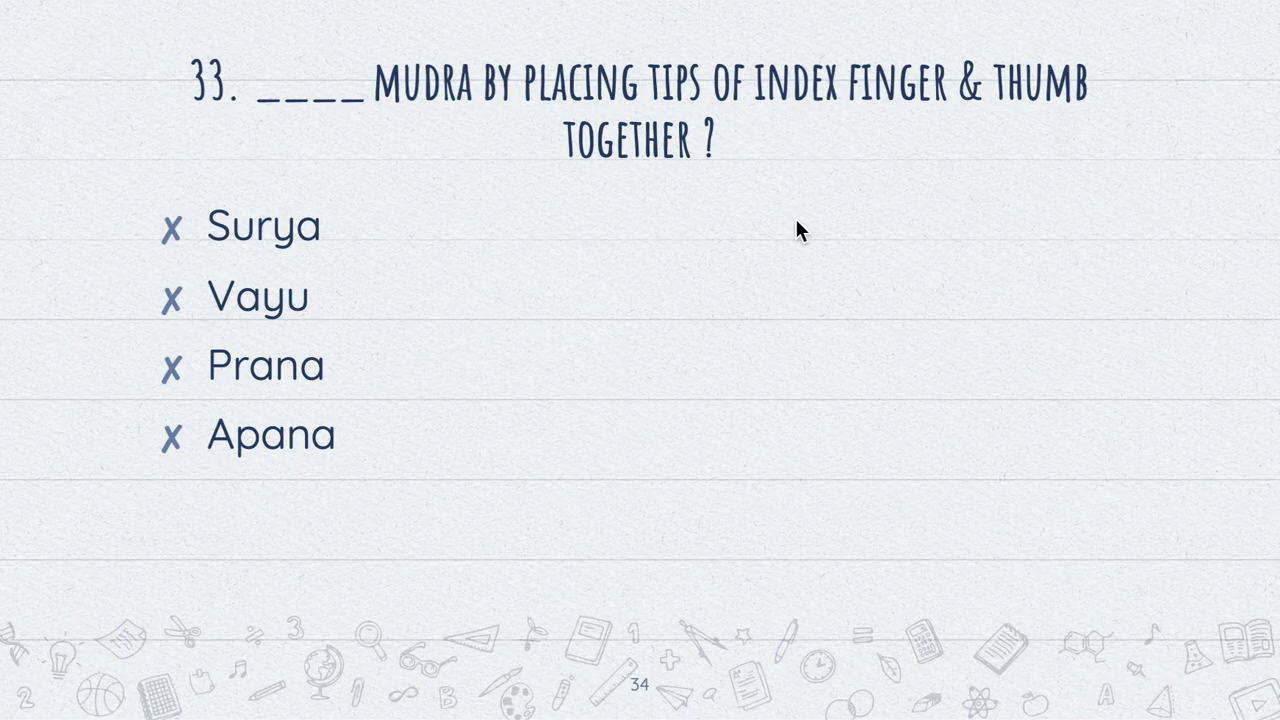 33. ____ MUDRA BY PLACING TIPS OF INDEX FINGER & THUMB
TOGETHER ?
✗ Surya
✗ Vayu
✗ Prana
✗ Apana
34